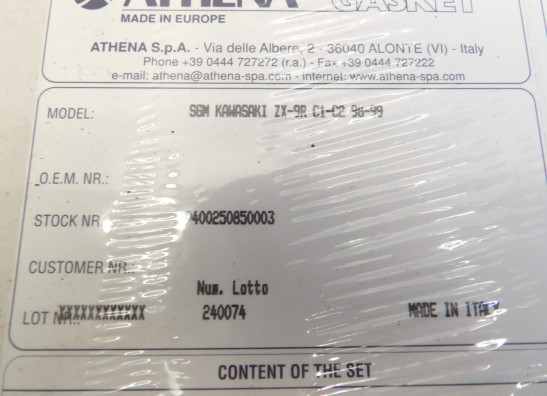 ATHENA GASKET
MADE IN EUROPE
ATHENA S.p.A. - Via delle Albere, 2 - 36040 ALONTE (VI) - Italy
Phone +39 0444 727272 (r.a.) - Fax +39 0444 727222
e-mail: athena@athena-spa.com - internet: www.athena-spa.com
MODEL: SGM KAWASAKI ZX-9R C1-C2 98-99
O.E.M. NR.:
STOCK NR. P400250850003
CUSTOMER NR.:
Num. Lotto
LOT NR.: XXXXXXXXXXXX 240074 MADE IN ITALY
CONTENT OF THE SET